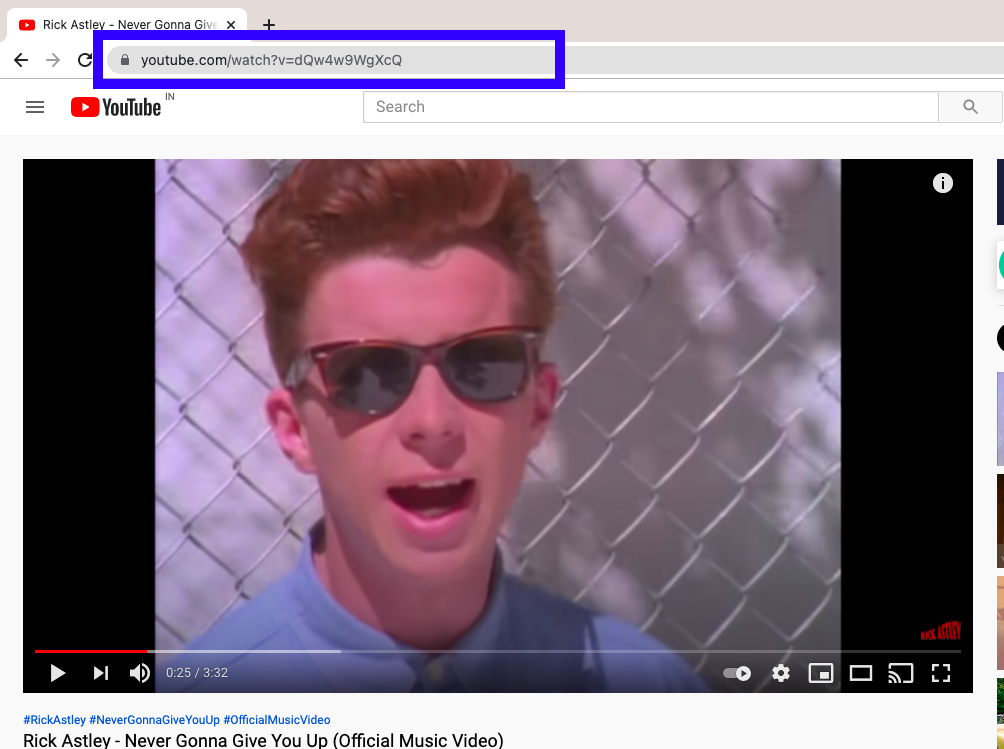 Rick Astley - Never Gonna Give
youtube.com/watch?v=dQw4w9WgXcQ
YouTube IN
Search
i
RICK ASTLEY
0:25 / 3:32
#RickAstley #NeverGonnaGiveYouUp #OfficialMusicVideo
Rick Astley - Never Gonna Give You Up (Official Music Video)